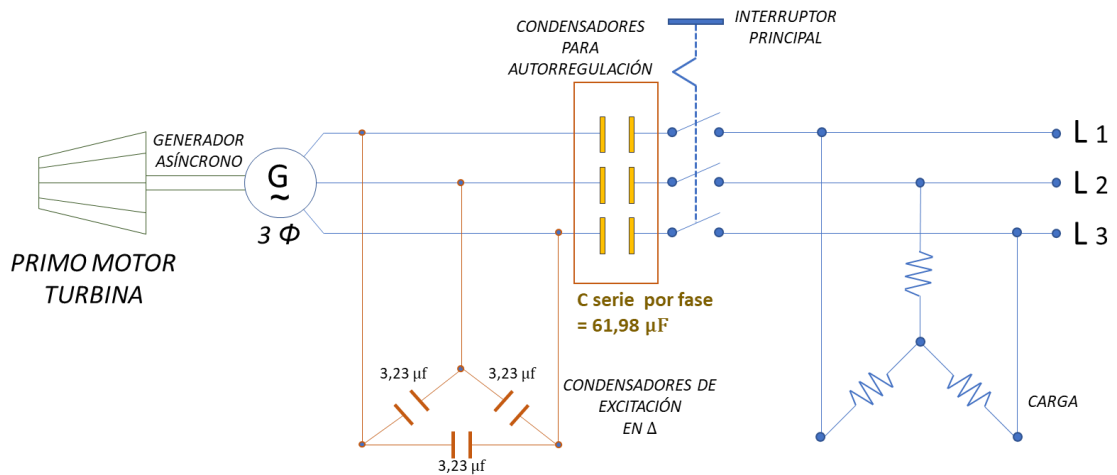 CONDENSADORES
PARA
AUTORREGULACIÓN
INTERRUPTOR
PRINCIPAL
GENERADOR
ASÍNCRONO
G
~
3 Φ
PRIMO MOTOR
TURBINA
L 1
L 2
L 3
C serie por fase
= 61,98 μF
3,23 μf
3,23 μf
3,23 μf
CONDENSADORES DE
EXCITACIÓN
EN Δ
CARGA